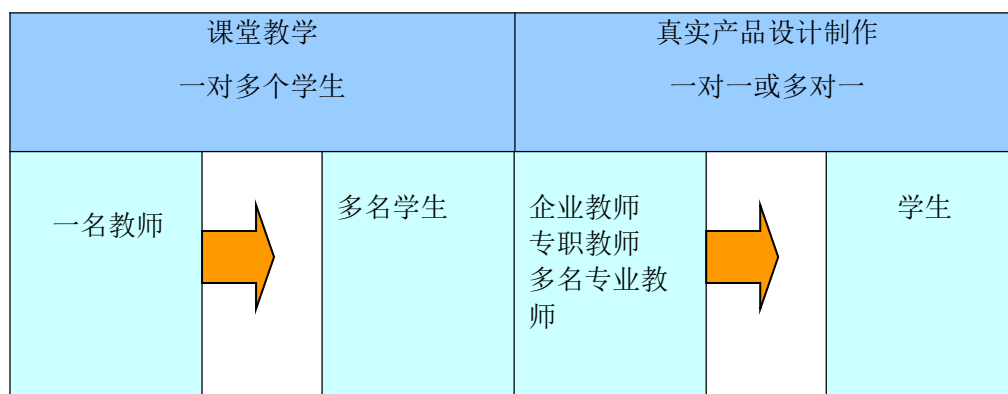 课堂教学
一对多个学生
真实产品设计制作
一对一或多对一
一名教师
多名学生
企业教师
专职教师
多名专业教
师
学生